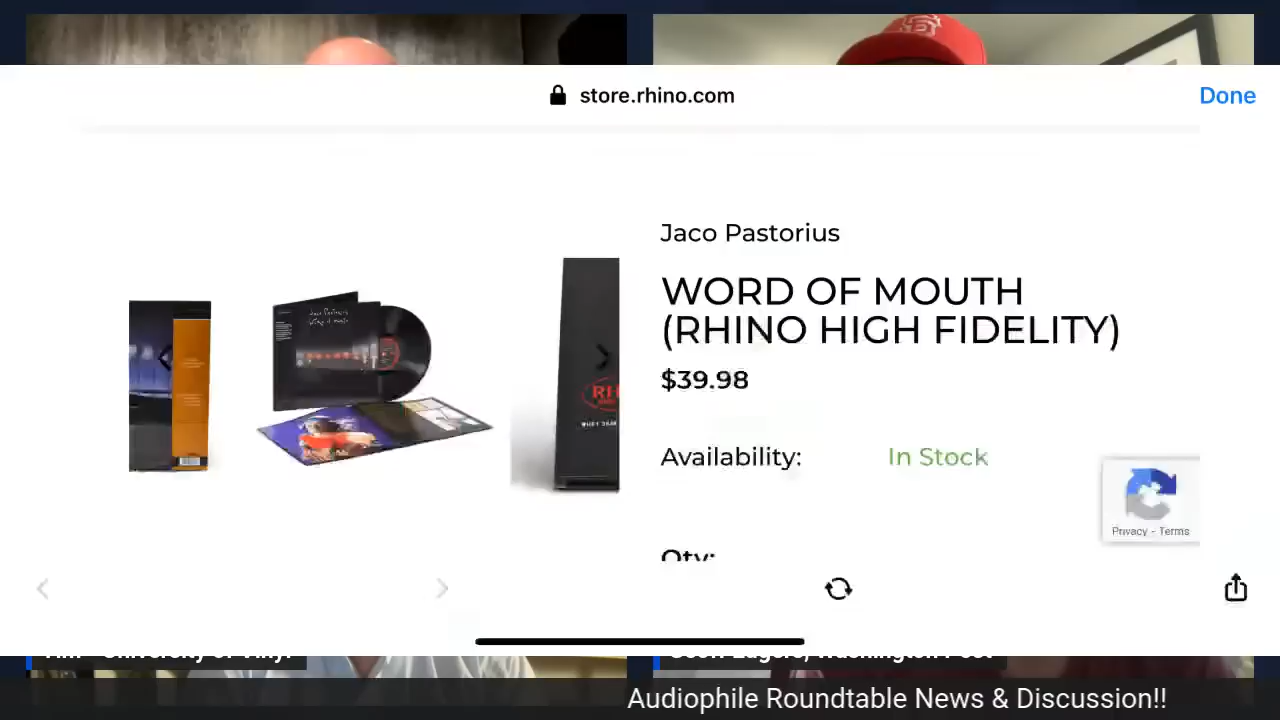 store.rhino.com
Done
Jaco Pastorius
WORD OF MOUTH
(RHINO HIGH FIDELITY)
$39.98
Availability: In Stock
Qty:
Privacy - Terms
Audiophile Roundtable News & Discussion!!